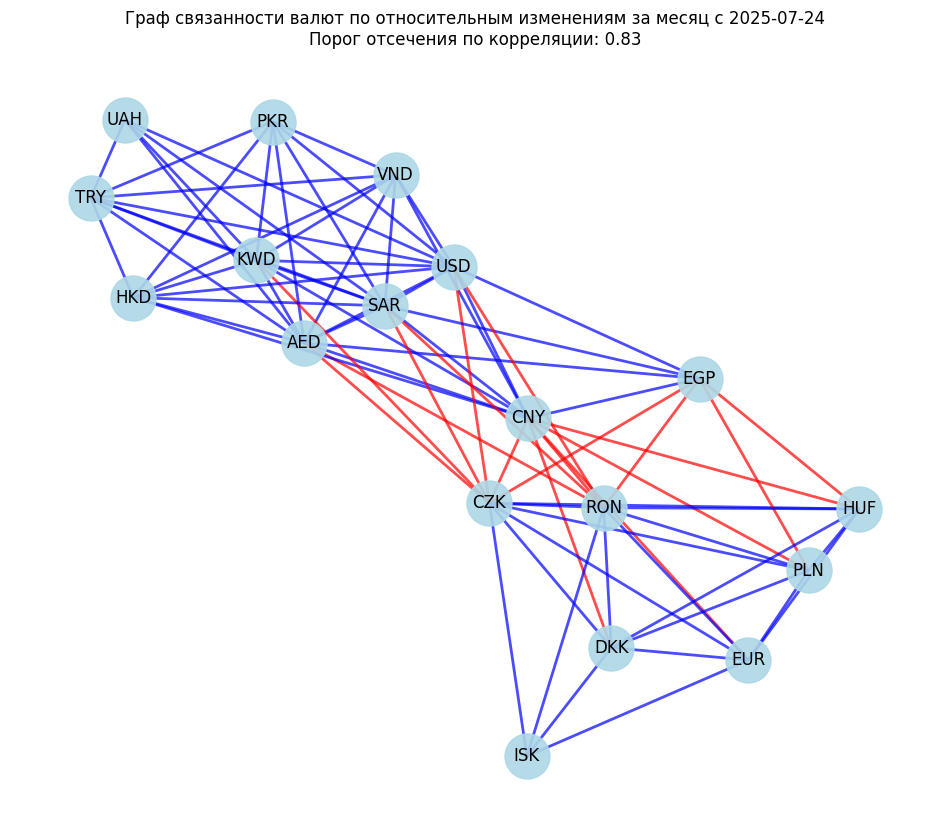 Граф связанности валют по относительным изменениям за месяц с 2025-07-24
Порог отсечения по корреляции: 0.83
UAH
PKR
VND
TRY
KWD
USD
HKD
SAR
AED
EGP
CNY
CZK
RON
HUF
PLN
DKK
EUR
ISK